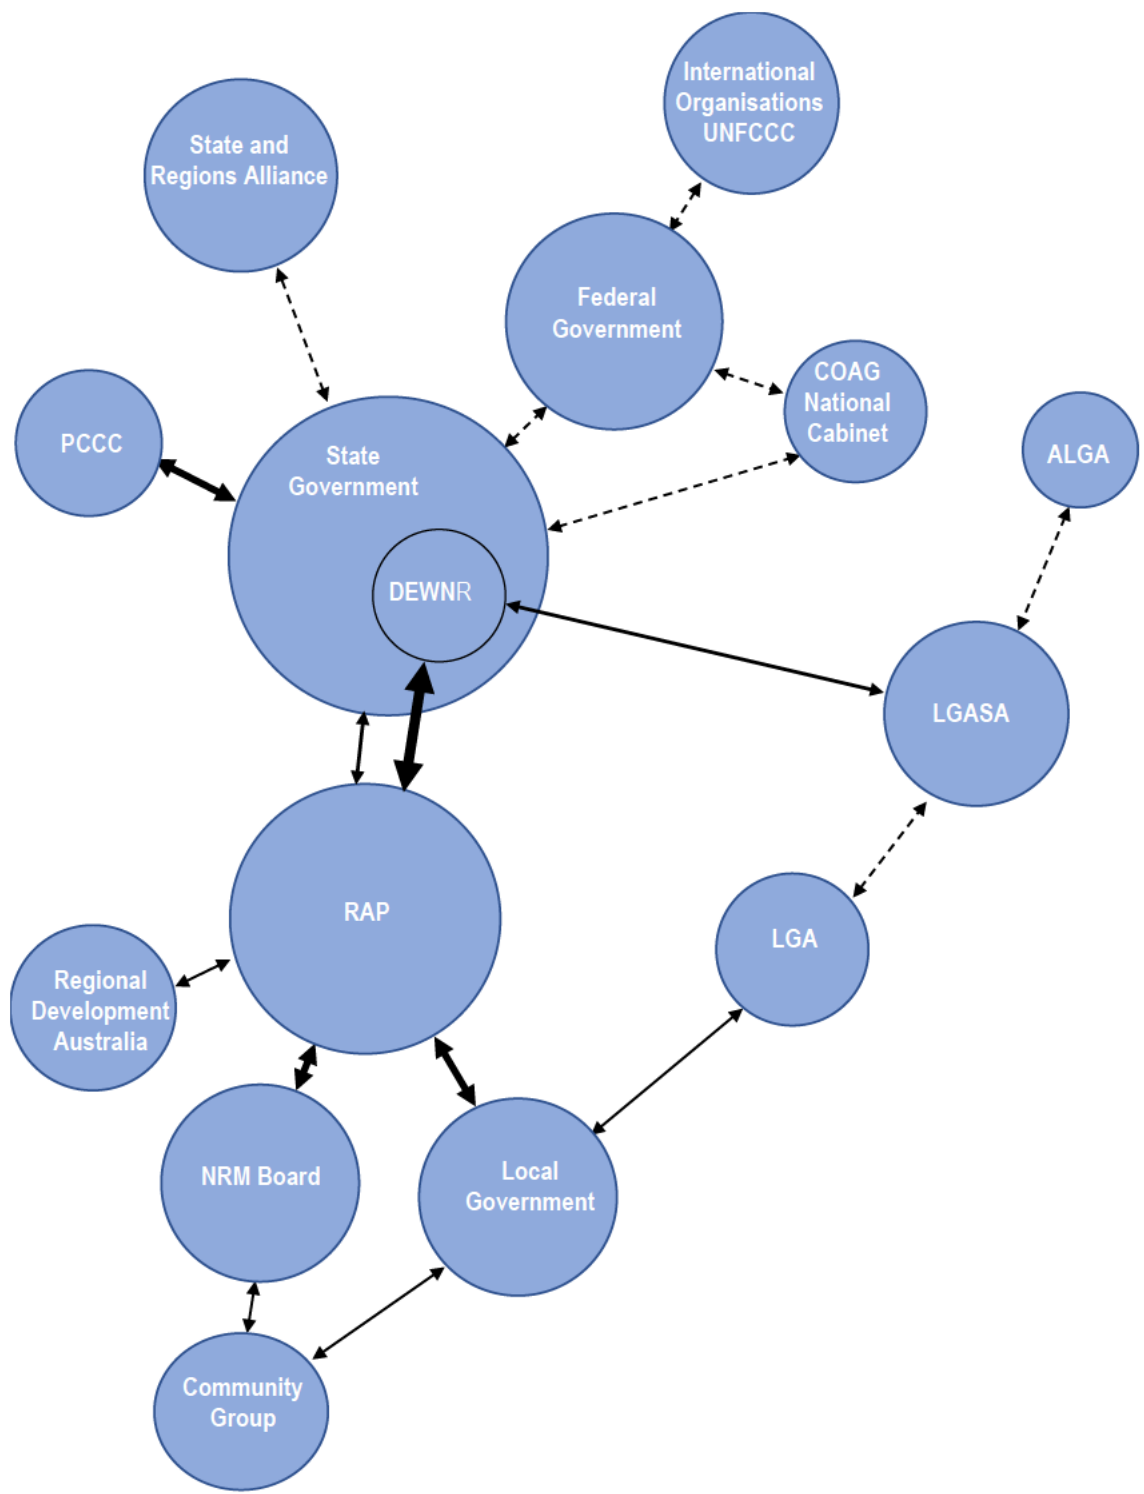 International
Organisations
UNFCCC
State and
Regions Alliance
Federal
Government
COAG
National
Cabinet
PCCC
State
Government
ALGA
DEWNR
LGASA
RAP
LGA
Regional
Development
Australia
NRM Board
Local
Government
Community
Group